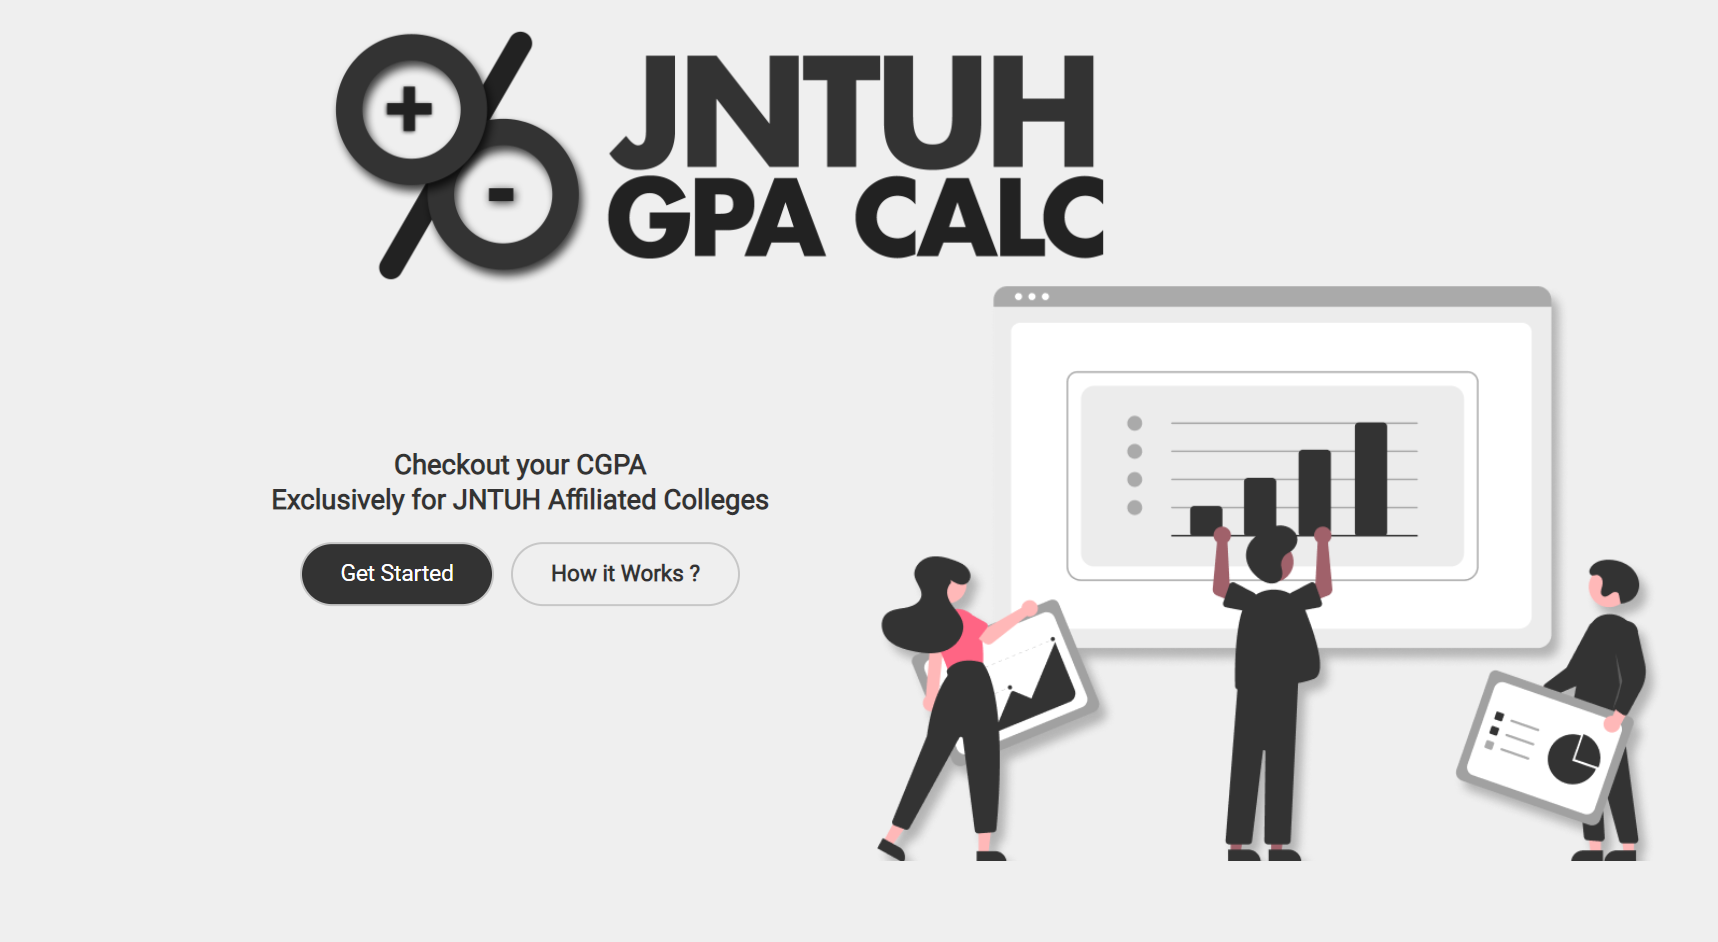 JNTUH
GPA CALC
Checkout your CGPA
Exclusively for JNTUH Affiliated Colleges
Get Started
How it Works ?